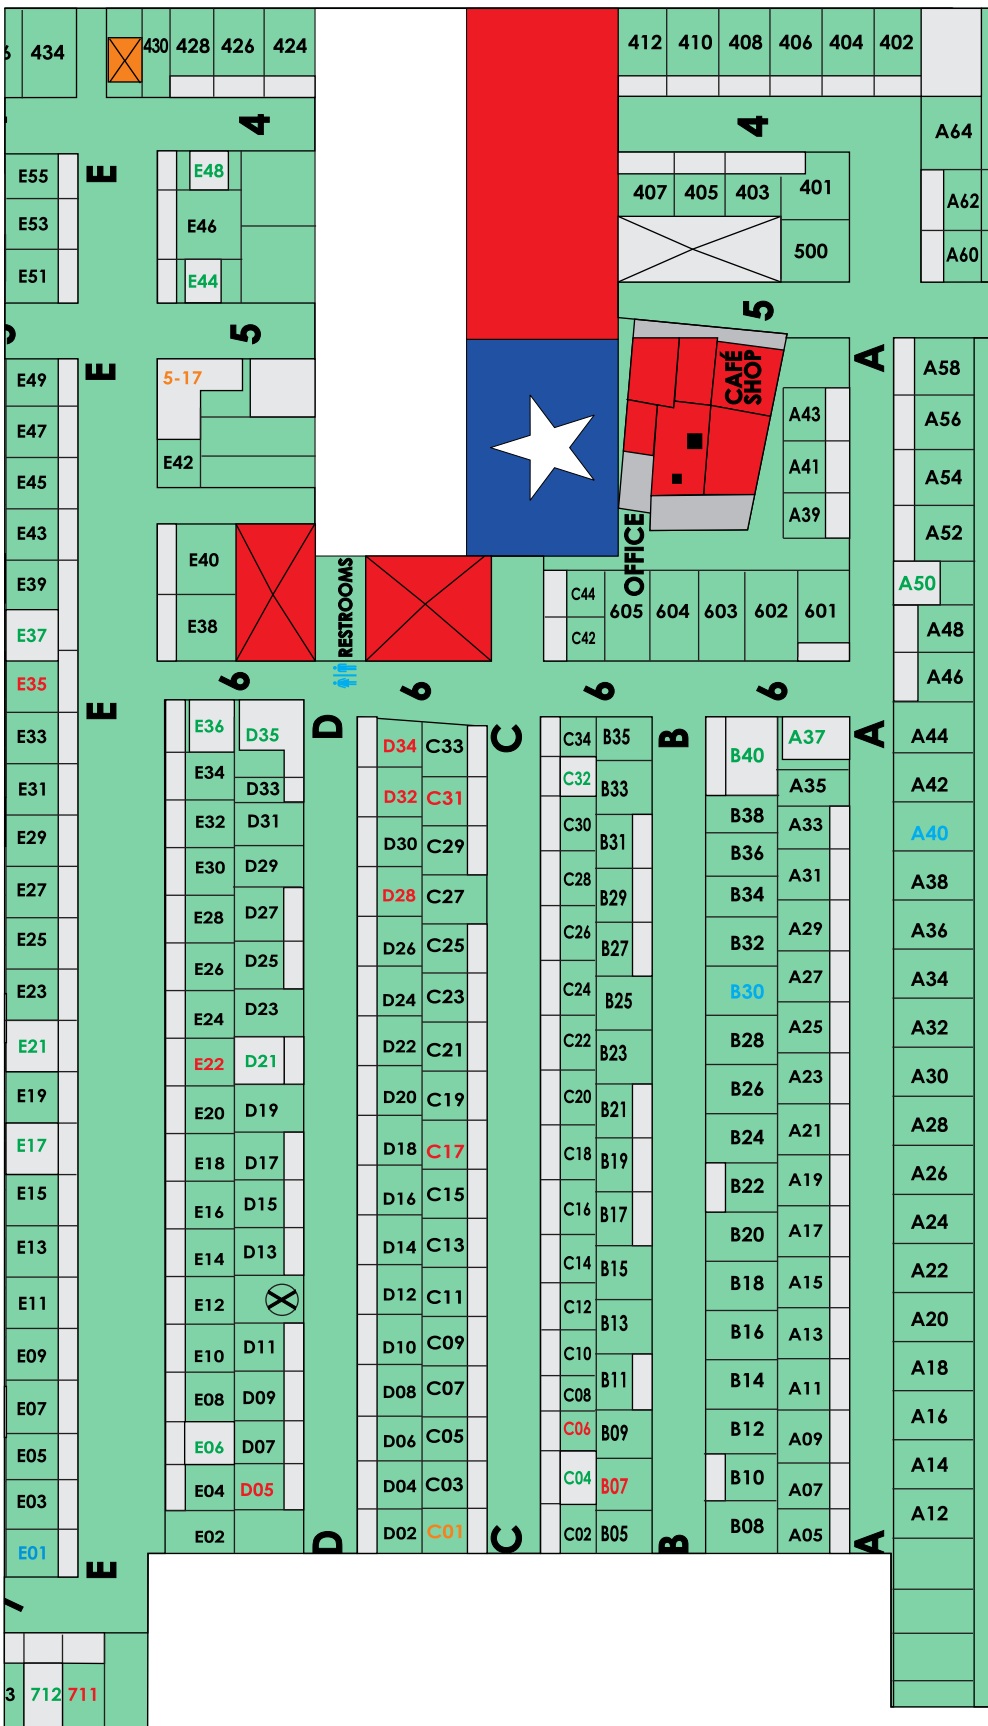 434
430 428 426 424
412 410 408 406 404 402
4
4
A64
E
E55
E53
E51
E48
E46
E44
407 405 403 401
500
A62
A60
5
5
E
A
CAFÉ
SHOP
OFFICE
RESTROOMS
E49
E47
E45
E43
E39
E37
E35
E33
E31
E29
E27
E25
E23
E21
E19
E17
E15
E13
E11
E09
E07
E05
E03
E01
5-17
E42
E40
E38
A43
A41
A39
A58
A56
A54
A52
A50
A48
A46
A44
A42
A40
A38
A36
A34
A32
A30
A28
A26
A24
A22
A20
A18
A16
A14
A12
C44
C42
605 604 603 602 601
6
6
6
6
E
D
C
B
A
E36
E34
E32
E30
E28
E26
E24
E22
E20
E18
E16
E14
E12
E10
E08
E06
E04
E02
D35
D33
D31
D29
D27
D25
D23
D21
D19
D17
D15
D13
D11
D09
D07
D05
D34
D32
D30
D28
D26
D24
D22
D20
D18
D16
D14
D12
D10
D08
D06
D04
D02
C33
C31
C29
C27
C25
C23
C21
C19
C17
C15
C13
C11
C09
C07
C05
C03
C01
C34
C32
C30
C28
C26
C24
C22
C20
C18
C16
C14
C12
C10
C08
C06
C04
C02
B35
B33
B31
B29
B27
B25
B23
B21
B19
B17
B15
B13
B11
B09
B07
B05
B40
B38
B36
B34
B32
B30
B28
B26
B24
B22
B20
B18
B16
B14
B12
B10
B08
A37
A35
A33
A31
A29
A27
A25
A23
A21
A19
A17
A15
A13
A11
A09
A07
A05
E
D
C
B
A
712 711